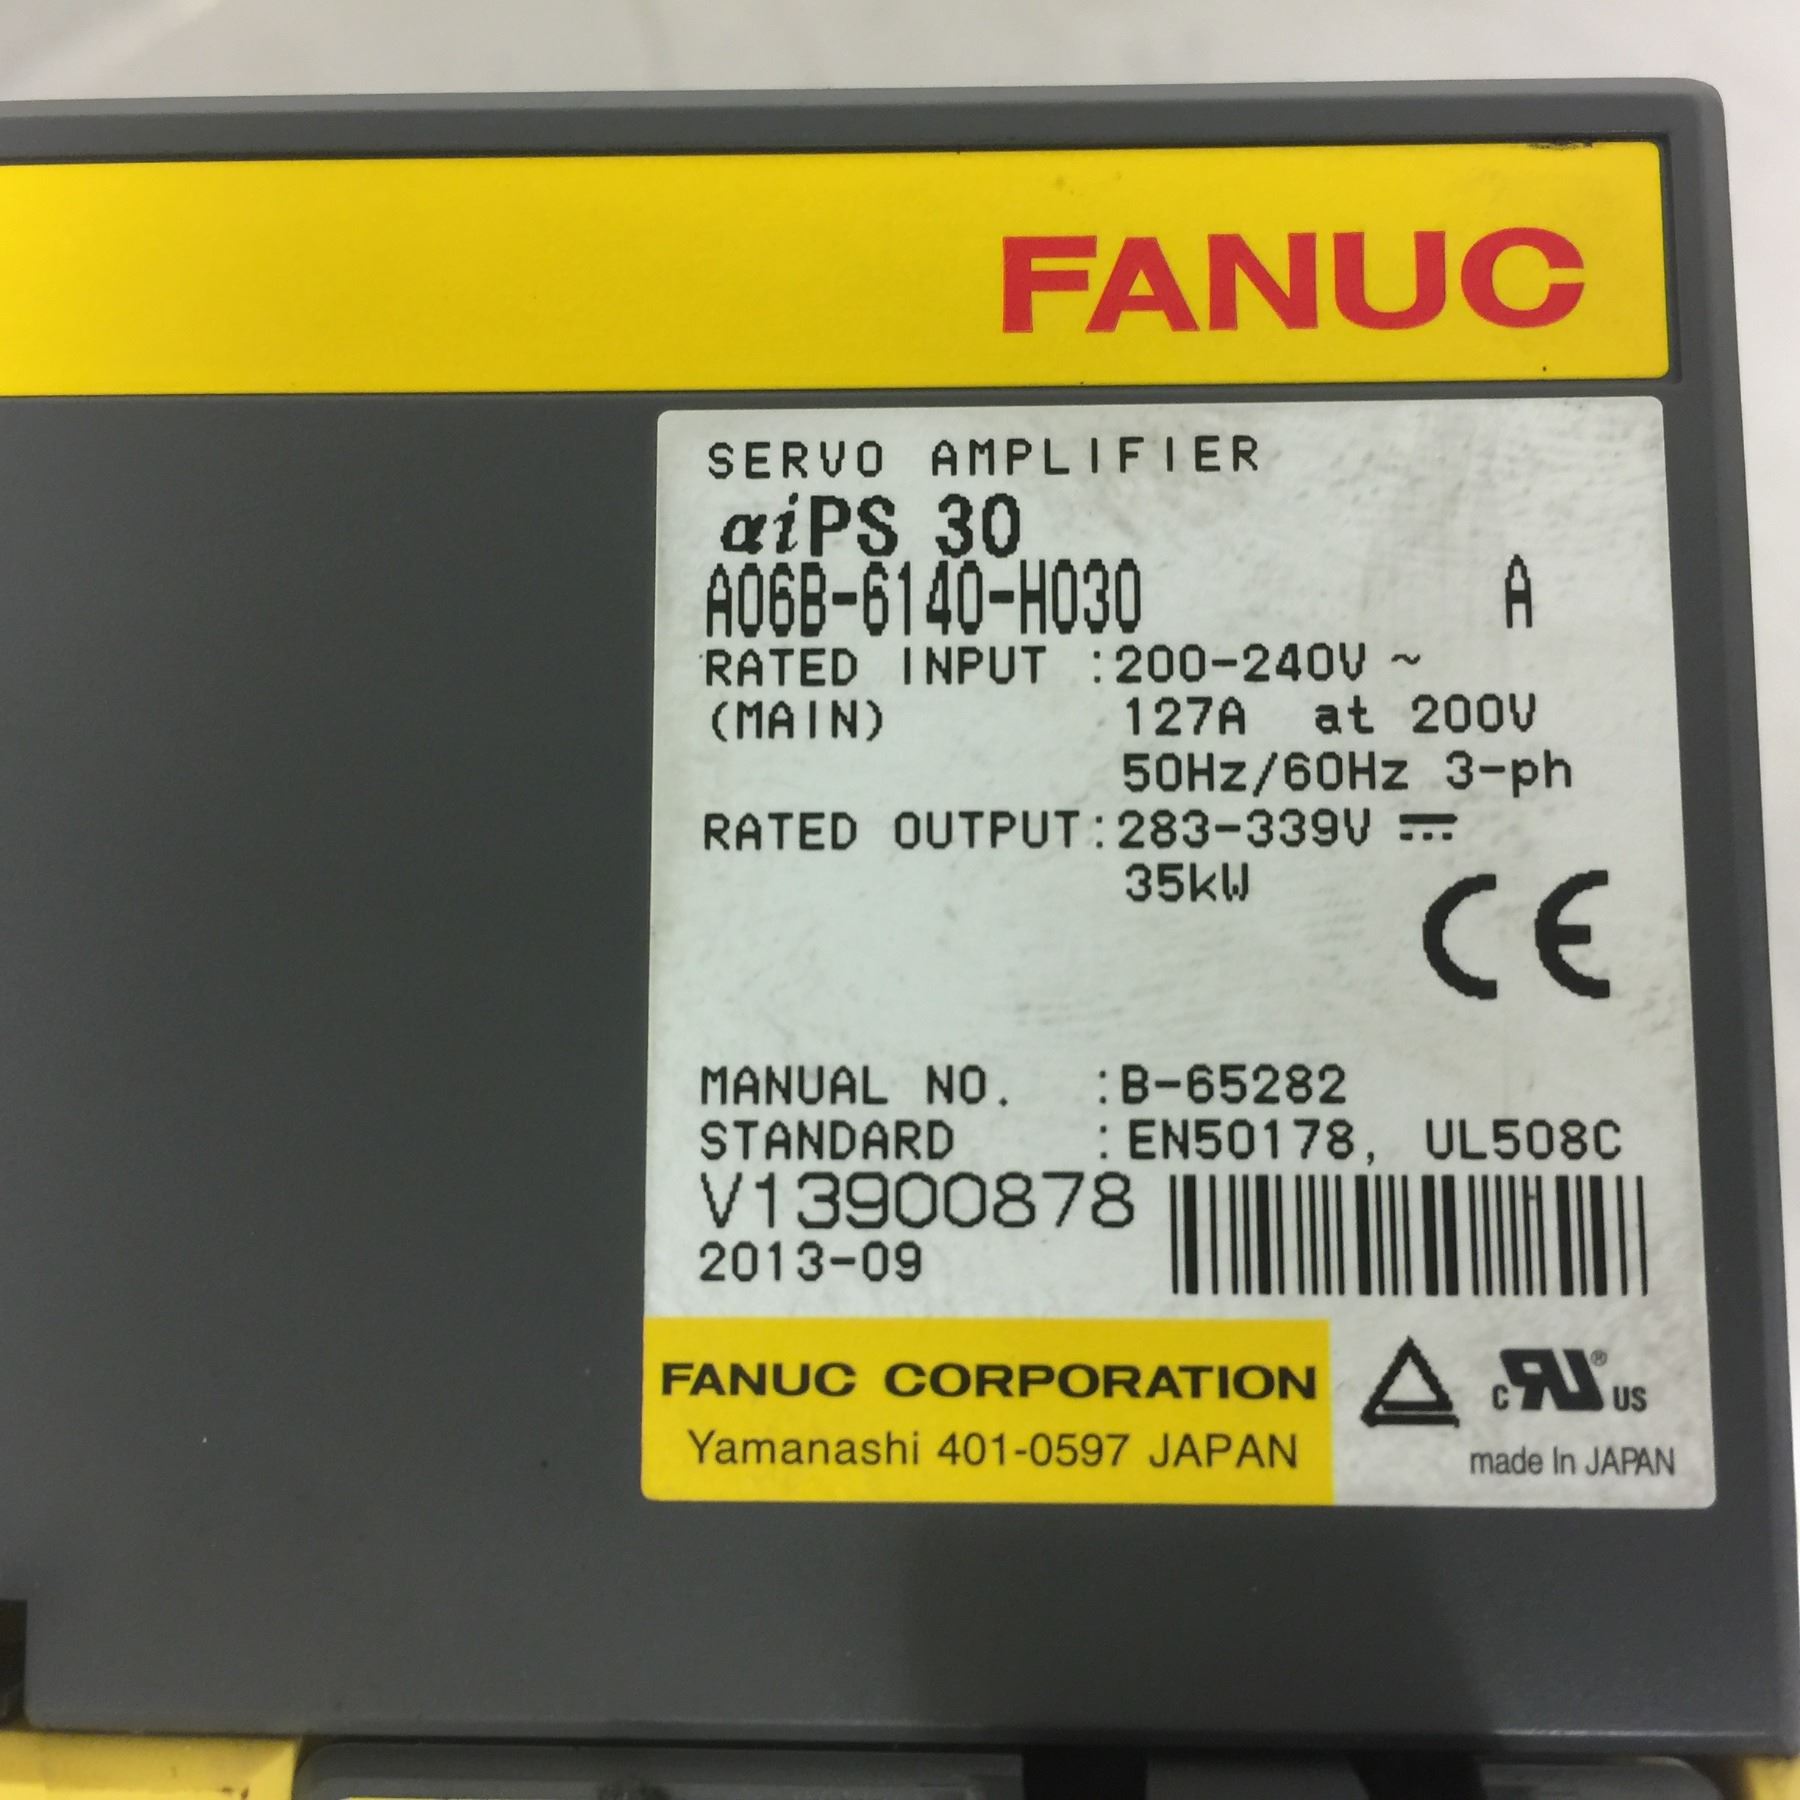 FANUC
SERVO AMPLIFIER
αiPS 30
A06B-6140-H030 A
RATED INPUT :200-240V ~
(MAIN) 127A at 200V
50Hz/60Hz 3-ph
RATED OUTPUT:283-339V ⎓
35kW
CE
MANUAL NO. :B-65282
STANDARD :EN50178, UL508C
V13900878
2013-09
FANUC CORPORATION
Yamanashi 401-0597 JAPAN
c RU ® US
made In JAPAN